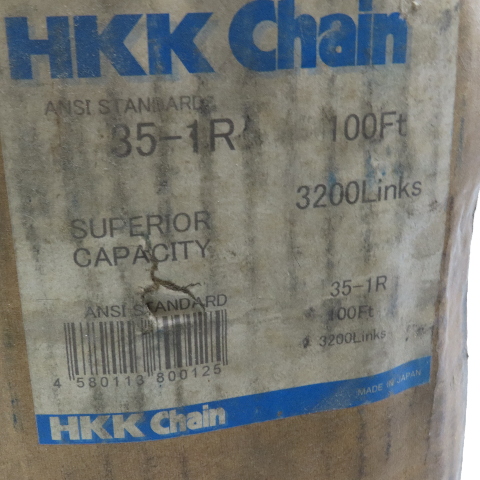 HKK Chain
ANSI STANDARD
35-1R 100Ft
3200Links
SUPERIOR
CAPACITY
ANSI STANDARD
35-1R
100Ft
3200Links
4 580113 800125
MADE IN JAPAN
HKK Chain